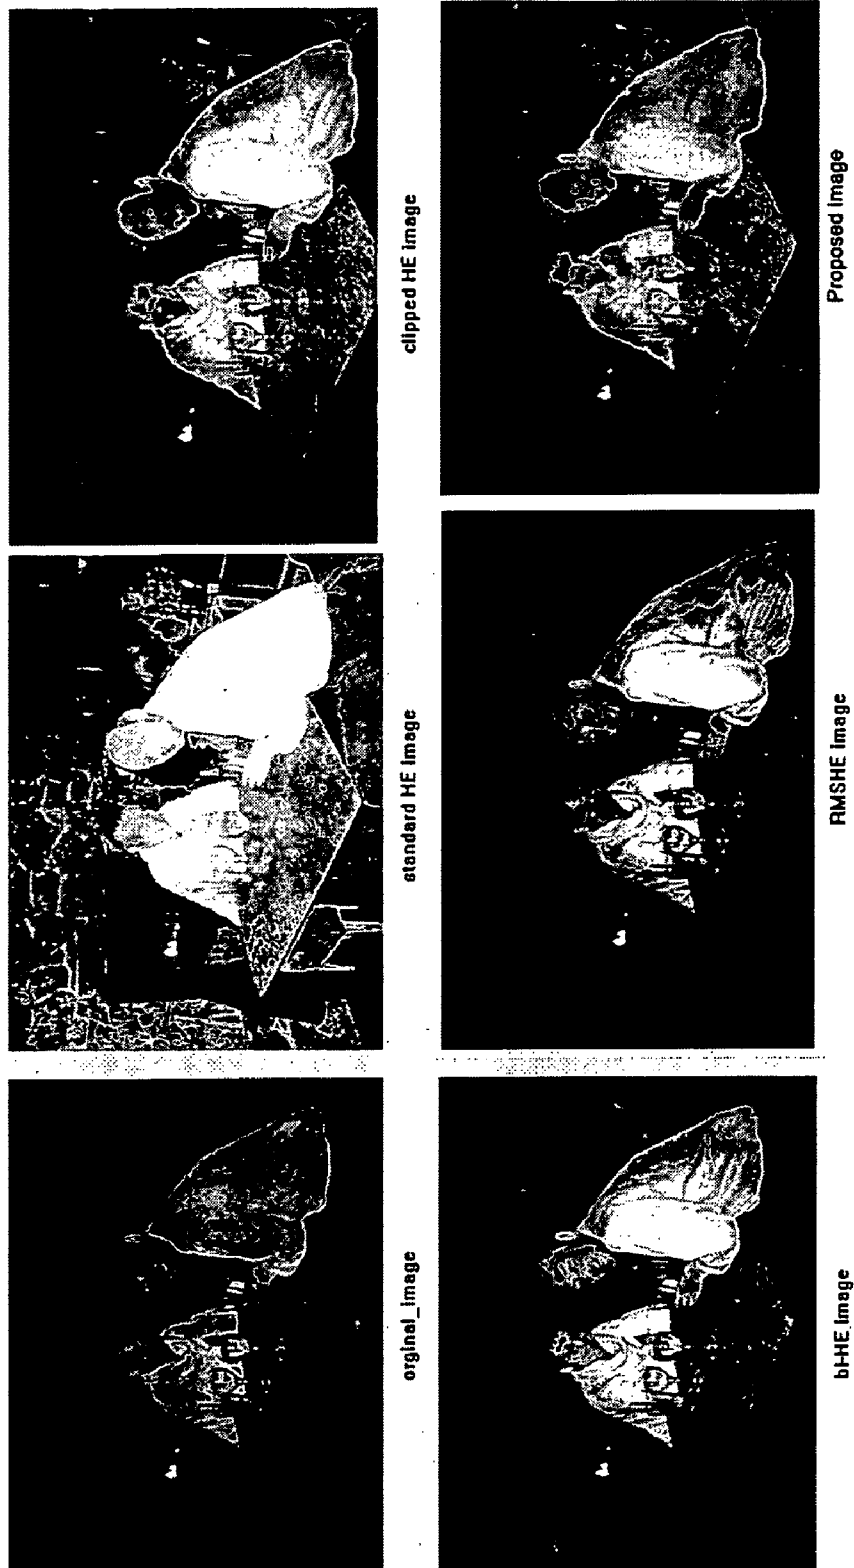 orginal_image
standard HE image
clipped HE image
bi-HE image
RMSHE image
Proposed image